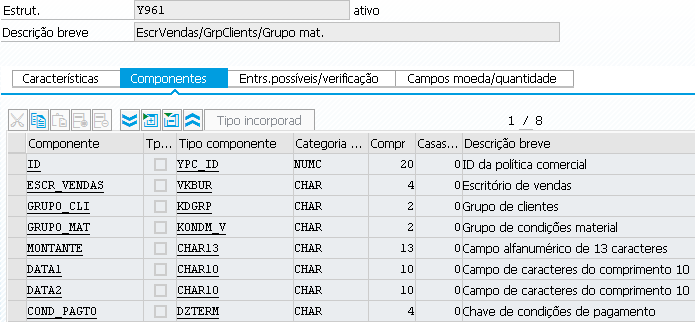 Estrut. Y961 ativo
Descrição breve EscrVendas/GrpClients/Grupo mat.
Características Componentes Entrs.possíveis/verificação Campos moeda/quantidade
Tipo incorporad 1 / 8
Componente Tp... Tipo componente Categoria ... Compr Casas... Descrição breve
ID YPC_ID NUMC 20 0 ID da política comercial
ESCR_VENDAS VKBUR CHAR 4 0 Escritório de vendas
GRUPO_CLI KDGRP CHAR 2 0 Grupo de clientes
GRUPO_MAT KONDM_V CHAR 2 0 Grupo de condições material
MONTANTE CHAR13 CHAR 13 0 Campo alfanumérico de 13 caracteres
DATA1 CHAR10 CHAR 10 0 Campo de caracteres do comprimento 10
DATA2 CHAR10 CHAR 10 0 Campo de caracteres do comprimento 10
COND_PAGTO DZTERM CHAR 4 0 Chave de condições de pagamento